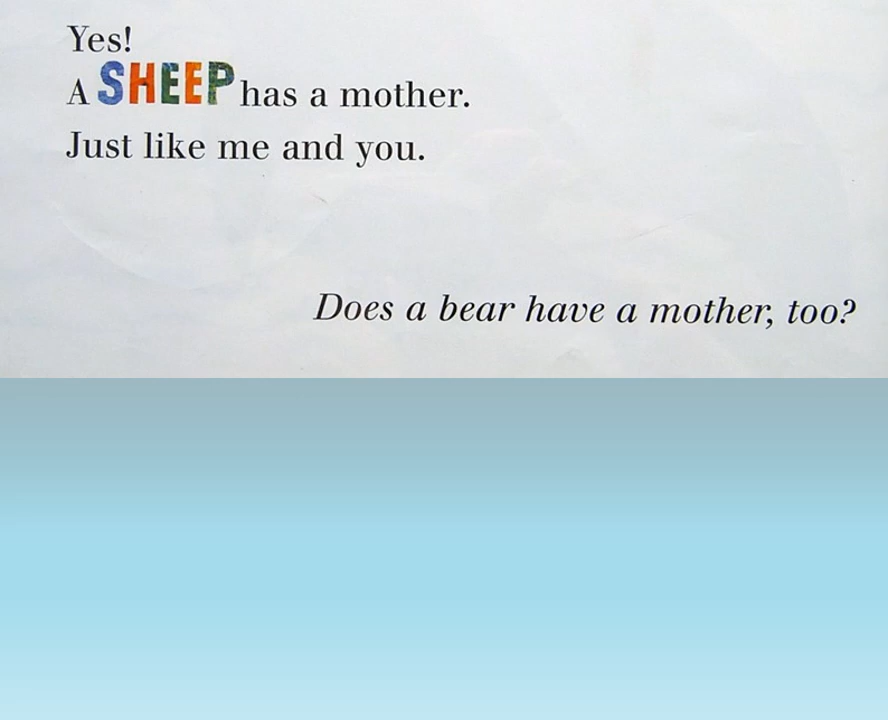 Yes!
A SHEEP has a mother.
Just like me and you.
Does a bear have a mother, too?